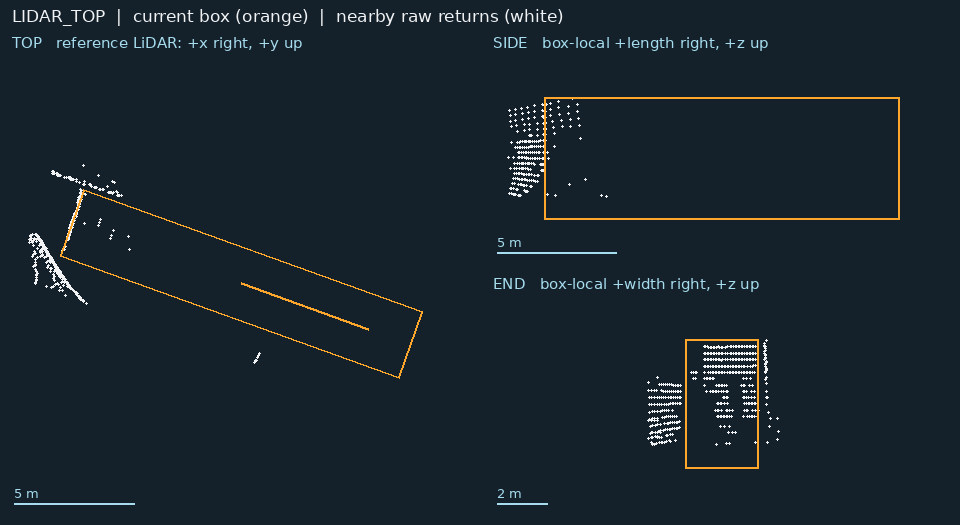 LIDAR_TOP | current box (orange) | nearby raw returns (white)
TOP reference LiDAR: +x right, +y up
SIDE box-local +length right, +z up
5 m
END box-local +width right, +z up
5 m
2 m